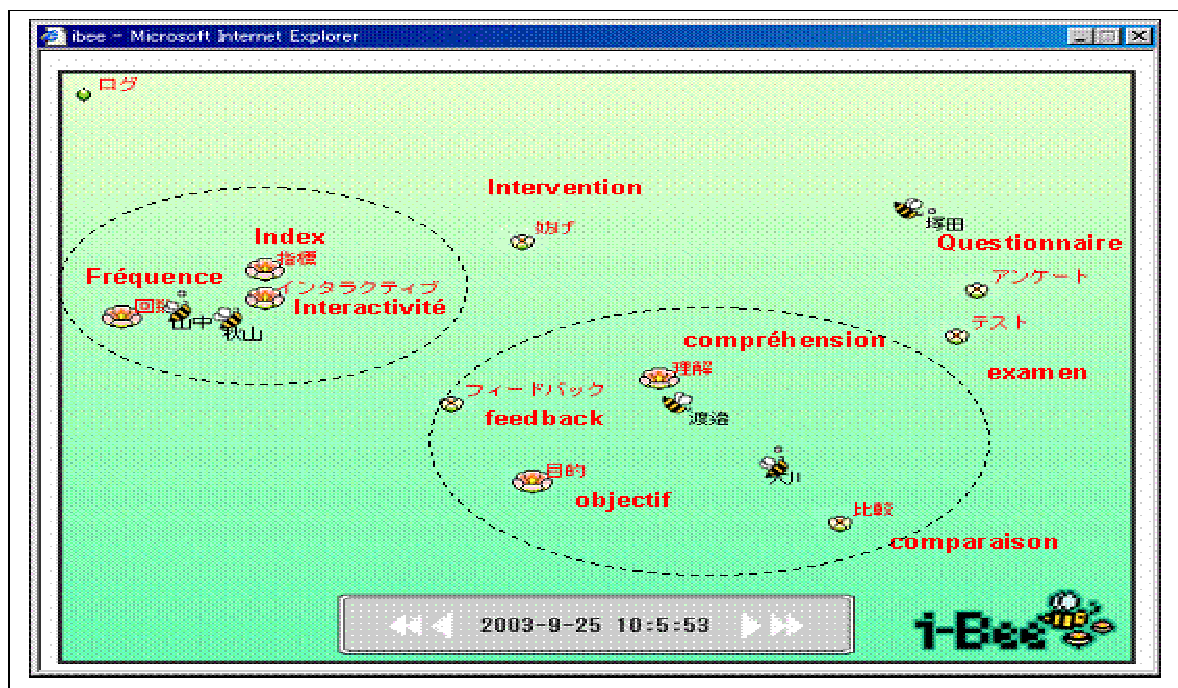 ibee - Microsoft Internet Explorer
ログ
Intervention
塚田
Questionnaire
Index
指標
アンケート
Fréquence
インタラクティブ
Interactivité
回数
山中
秋山
テスト
compréhension
理解
examen
フィードバック
feedback
渡邉
目的
objectif
比較
comparaison
2003-9-25 10:5:53
i-Bee